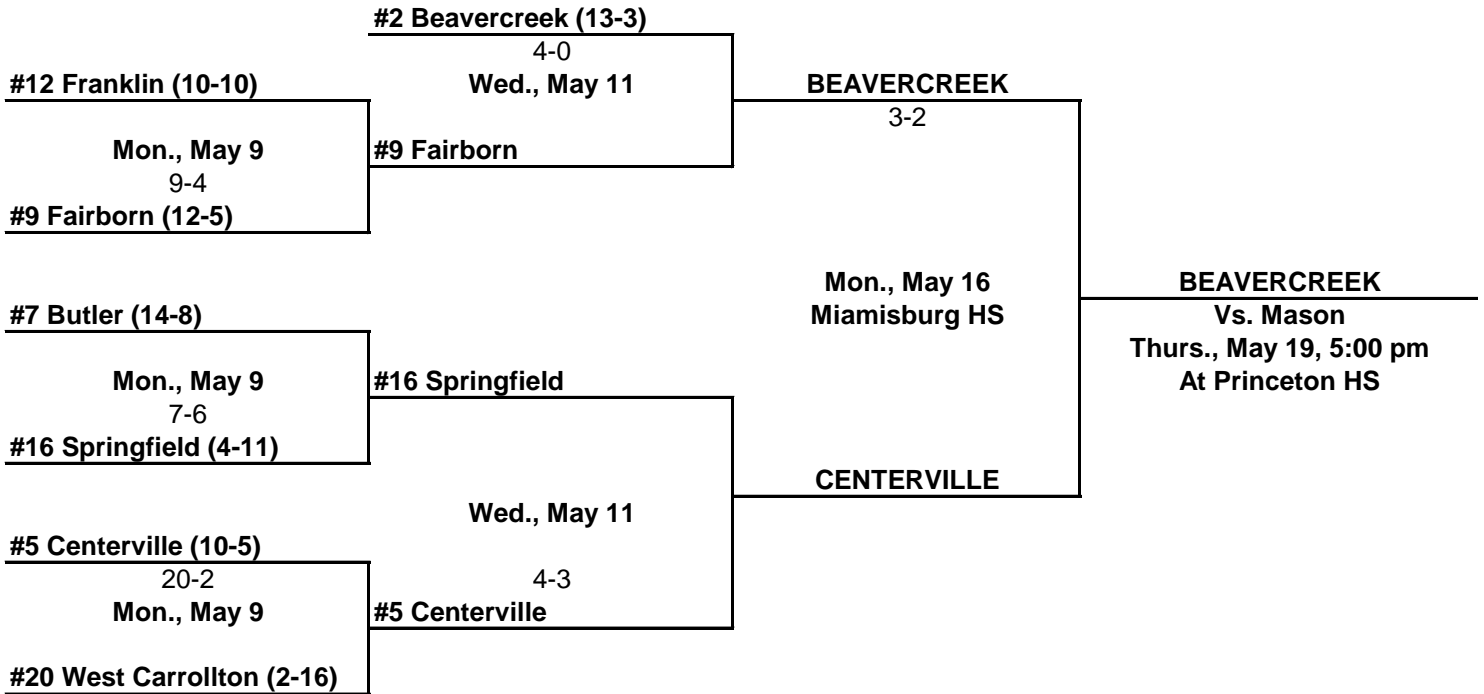 #2 Beavercreek (13-3)
4-0
Wed., May 11
#12 Franklin (10-10)
BEAVERCREEK
3-2
Mon., May 9
9-4
#9 Fairborn
#9 Fairborn (12-5)
Mon., May 16
Miamisburg HS
BEAVERCREEK
Vs. Mason
Thurs., May 19, 5:00 pm
At Princeton HS
#7 Butler (14-8)
Mon., May 9
7-6
#16 Springfield
#16 Springfield (4-11)
CENTERVILLE
Wed., May 11
#5 Centerville (10-5)
20-2
Mon., May 9
4-3
#5 Centerville
#20 West Carrollton (2-16)